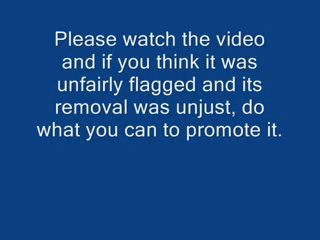 Please watch the video
and if you think it was
unfairly flagged and its
removal was unjust, do
what you can to promote it.